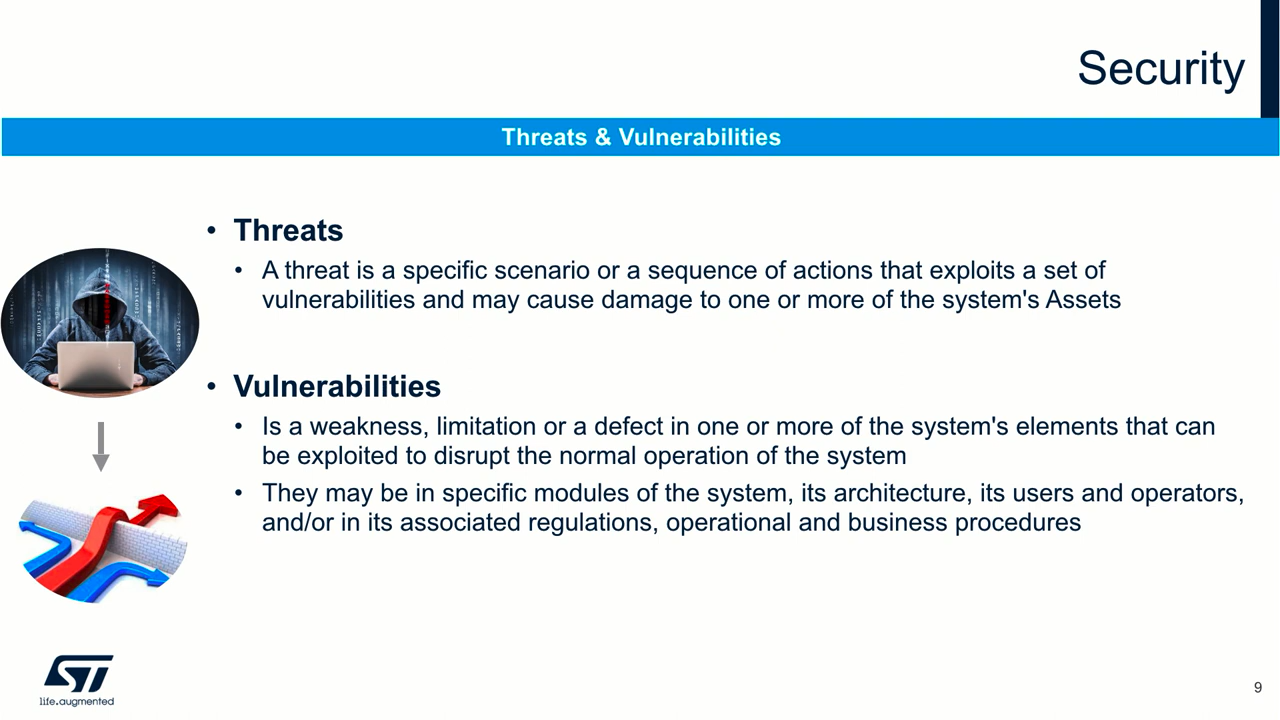 Security
Threats & Vulnerabilities
• Threats
• A threat is a specific scenario or a sequence of actions that exploits a set of
vulnerabilities and may cause damage to one or more of the system's Assets
• Vulnerabilities
• Is a weakness, limitation or a defect in one or more of the system's elements that can
be exploited to disrupt the normal operation of the system
• They may be in specific modules of the system, its architecture, its users and operators,
and/or in its associated regulations, operational and business procedures
ST
life.augmented
9